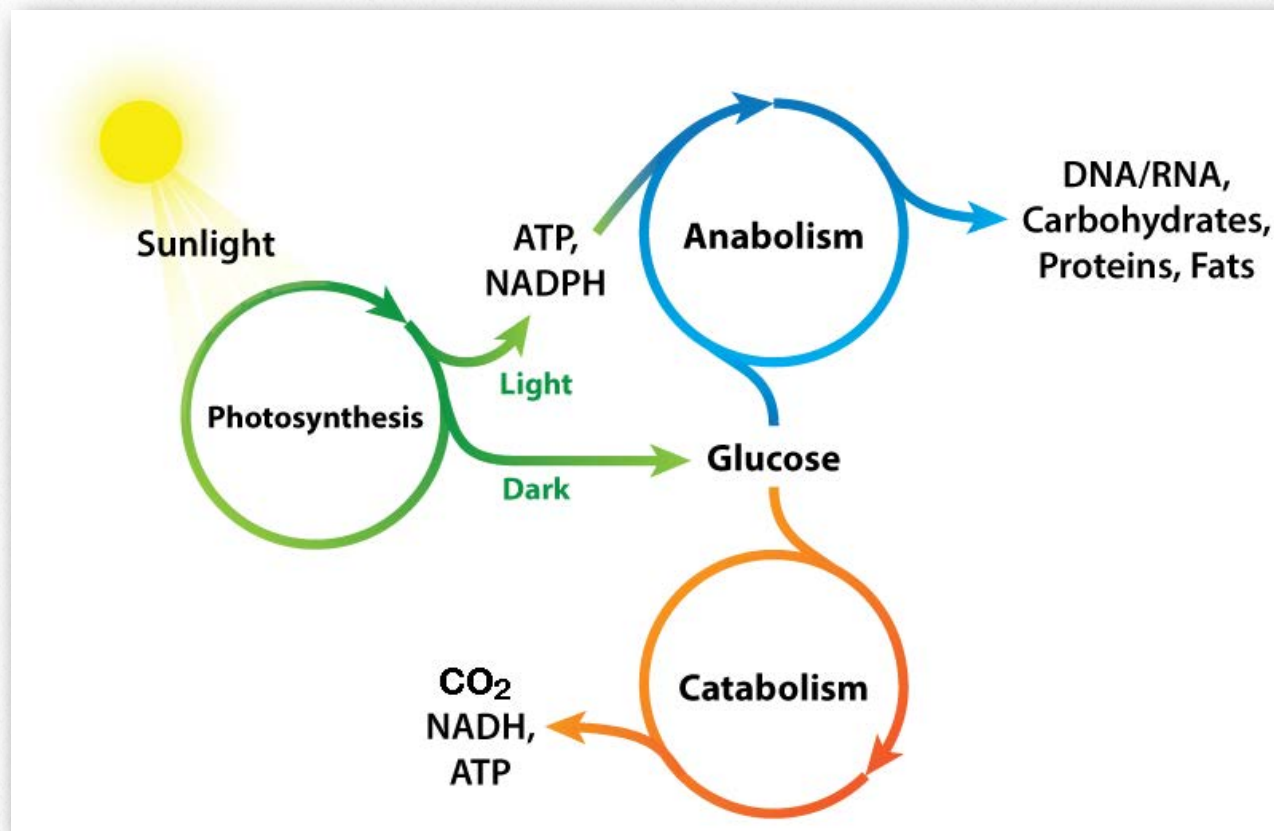 Sunlight
Photosynthesis
Light
Dark
ATP,
NADPH
Anabolism
DNA/RNA,
Carbohydrates,
Proteins, Fats
Glucose
Catabolism
CO₂
NADH,
ATP